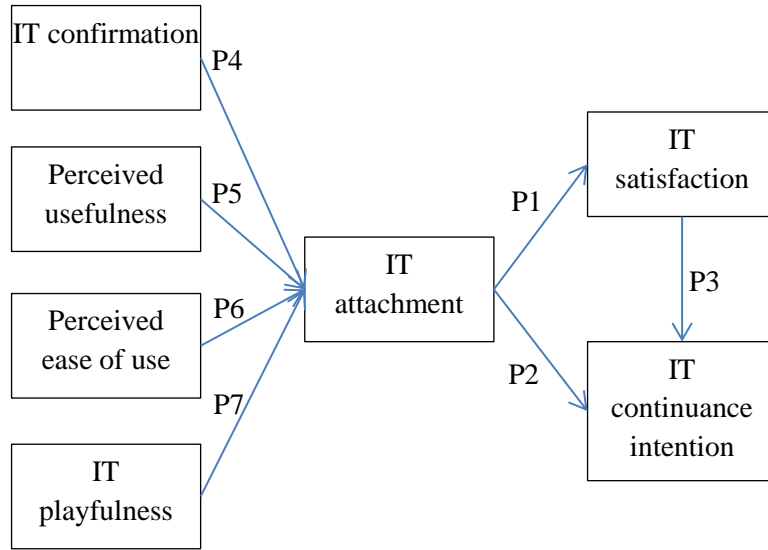 IT confirmation
P4
Perceived
usefulness
P5
Perceived
ease of use
P6
P7
IT
playfulness
IT
attachment
P1
P2
IT
satisfaction
P3
IT
continuance
intention